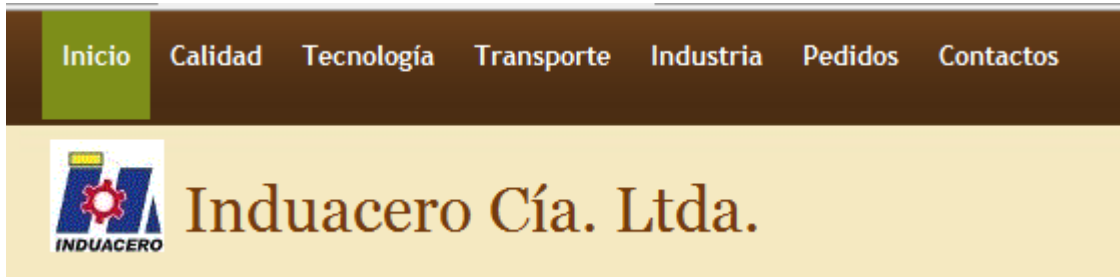 Inicio Calidad Tecnología Transporte Industria Pedidos Contactos
INDUACERO
Induacero Cía. Ltda.